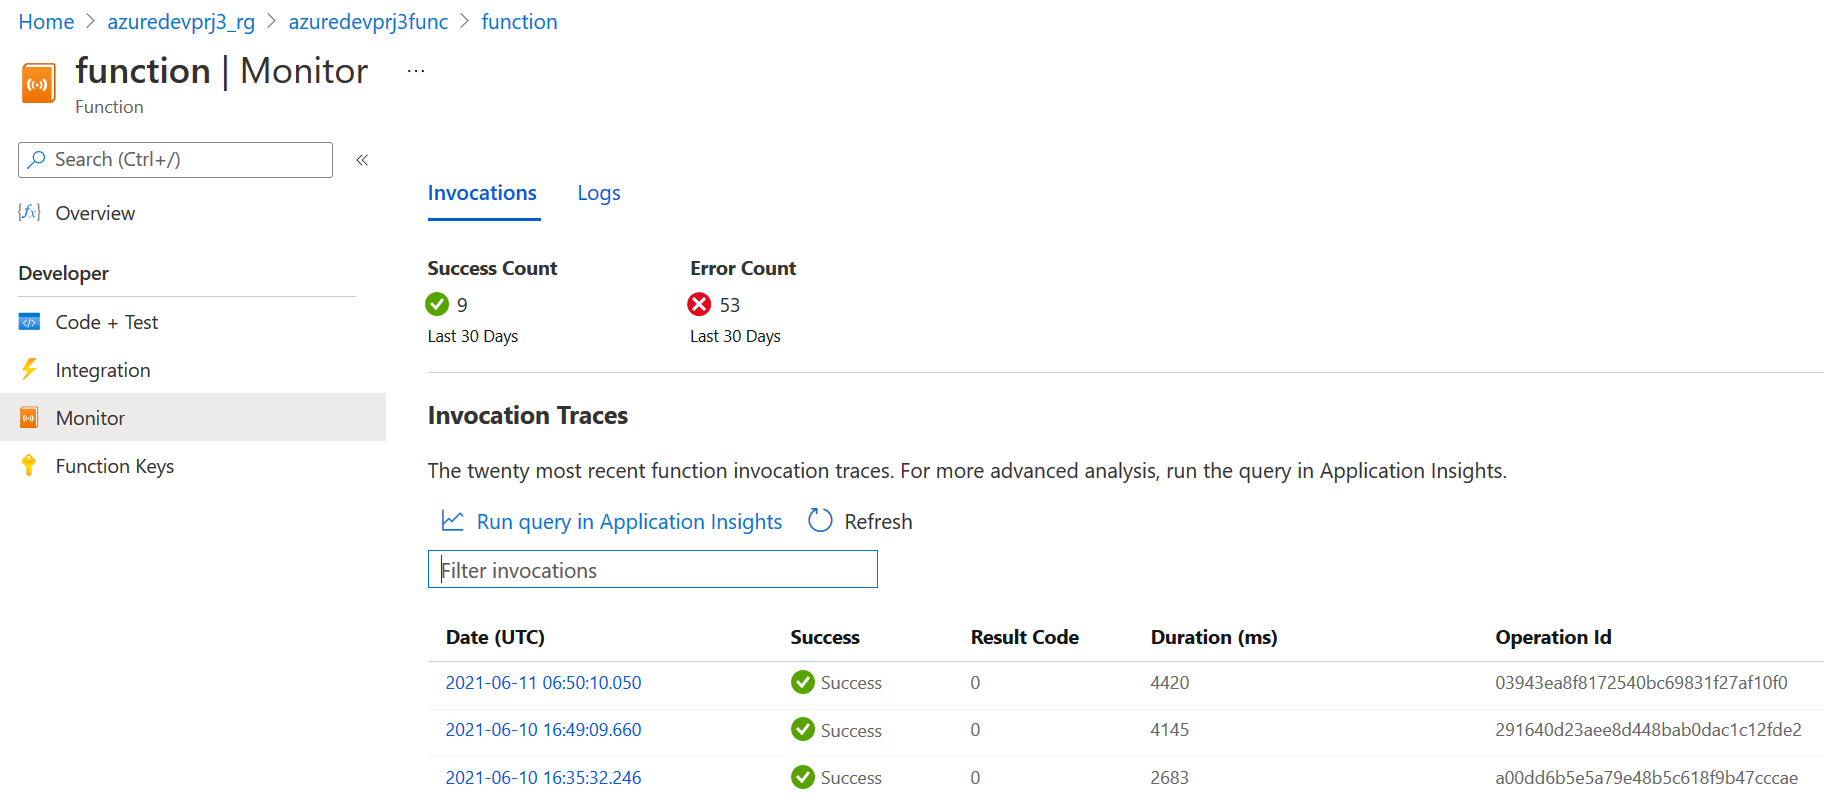 Home > azuredevprj3_rg > azuredevprj3func > function
function | Monitor ...
Function
Search (Ctrl+/) «
Overview
Developer
Code + Test
Integration
Monitor
Function Keys
Invocations Logs
Success Count Error Count
9 53
Last 30 Days Last 30 Days
Invocation Traces
The twenty most recent function invocation traces. For more advanced analysis, run the query in Application Insights.
Run query in Application Insights Refresh
Filter invocations
Date (UTC) Success Result Code Duration (ms) Operation Id
2021-06-11 06:50:10.050 Success 0 4420 03943ea8f8172540bc69831f27af10f0
2021-06-10 16:49:09.660 Success 0 4145 291640d23aee8d448bab0dac1c12fde2
2021-06-10 16:35:32.246 Success 0 2683 a00dd6b5e5a79e48b5c618f9b47cccae